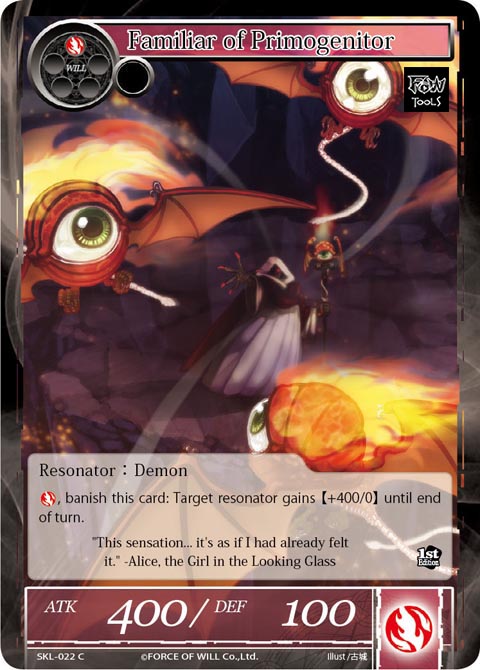 Familiar of Primogenitor
WILL
FOW
TOOLS
Resonator : Demon
, banish this card: Target resonator gains 【+400/0】 until end
of turn.
"This sensation... it's as if I had already felt
it." -Alice, the Girl in the Looking Glass
1st
Edition
ATK 400/ DEF 100
SKL-022 C ©FORCE OF WILL Co.,Ltd. Illust/古城